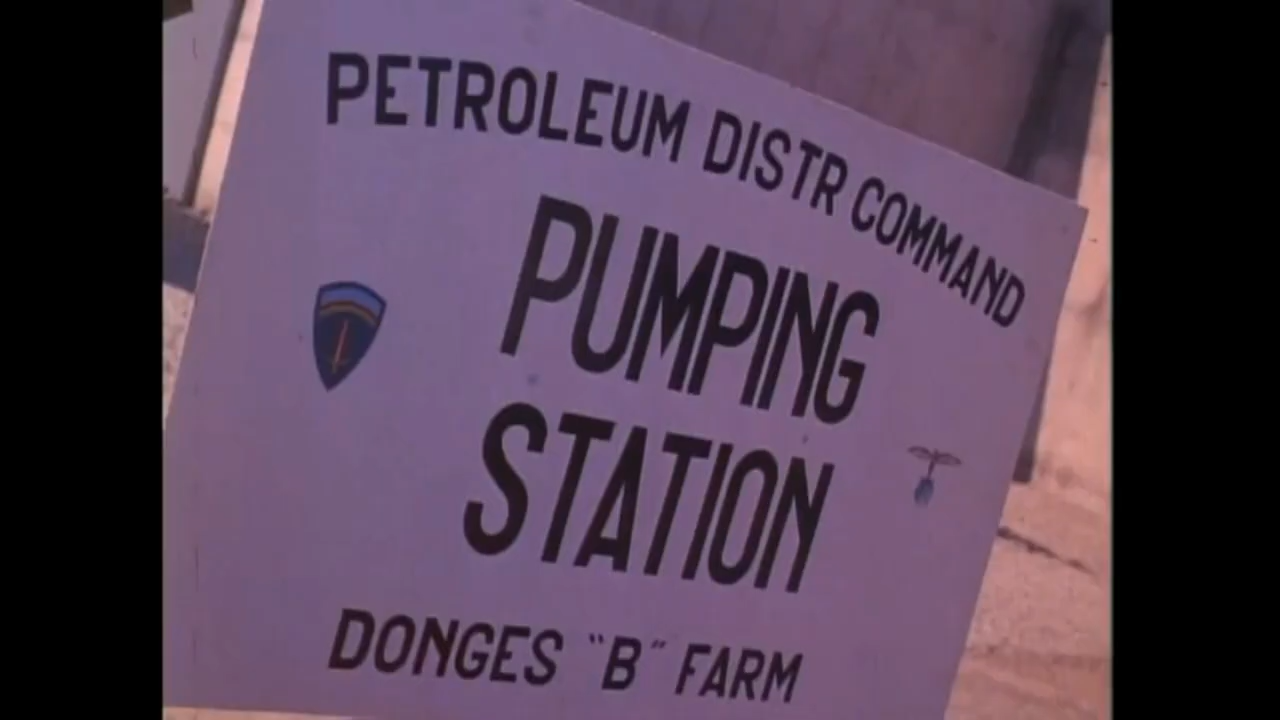 PETROLEUM DISTR COMMAND
PUMPING
STATION
DONGES "B" FARM